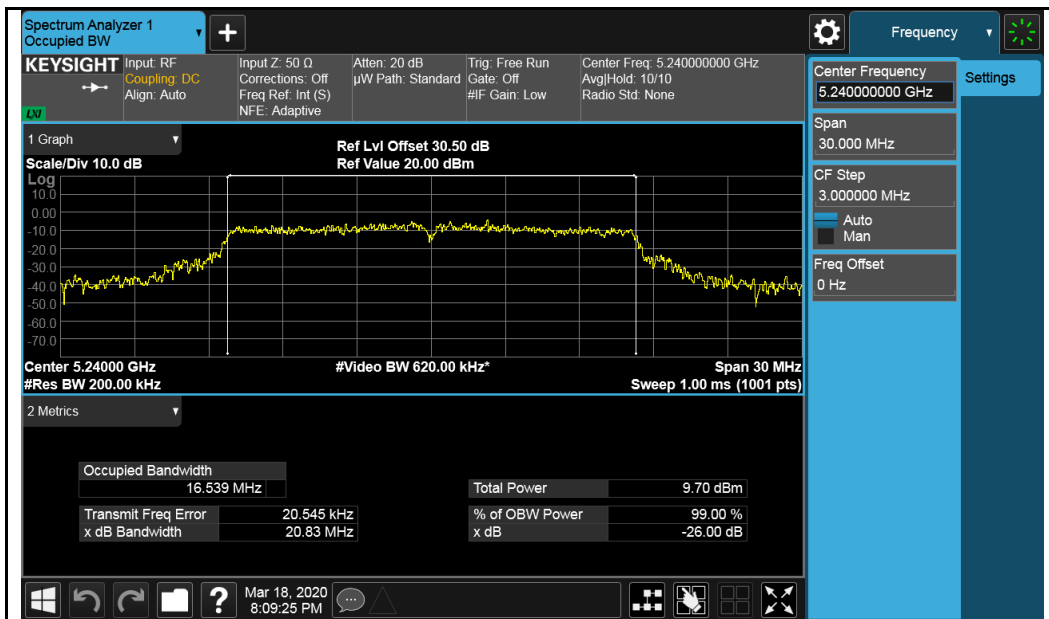 Spectrum Analyzer 1
Occupied BW
+
Frequency
KEYSIGHT
Input: RF
Coupling: DC
Align: Auto
Input Z: 50 Ω
Corrections: Off
Freq Ref: Int (S)
NFE: Adaptive
Atten: 20 dB
µW Path: Standard
Trig: Free Run
Gate: Off
#IF Gain: Low
Center Freq: 5.240000000 GHz
Avg|Hold: 10/10
Radio Std: None
LXI
Center Frequency
5.240000000 GHz
Settings
Span
30.000 MHz
CF Step
3.000000 MHz
Auto
Man
Freq Offset
0 Hz
1 Graph
Scale/Div 10.0 dB
Ref Lvl Offset 30.50 dB
Ref Value 20.00 dBm
Log
10.0
0.00
-10.0
-20.0
-30.0
-40.0
-50.0
-60.0
-70.0
Center 5.24000 GHz
#Res BW 200.00 kHz
#Video BW 620.00 kHz*
Span 30 MHz
Sweep 1.00 ms (1001 pts)
2 Metrics
Occupied Bandwidth
16.539 MHz
Transmit Freq Error 20.545 kHz
x dB Bandwidth 20.83 MHz
Total Power 9.70 dBm
% of OBW Power 99.00 %
x dB -26.00 dB
?
Mar 18, 2020
8:09:25 PM